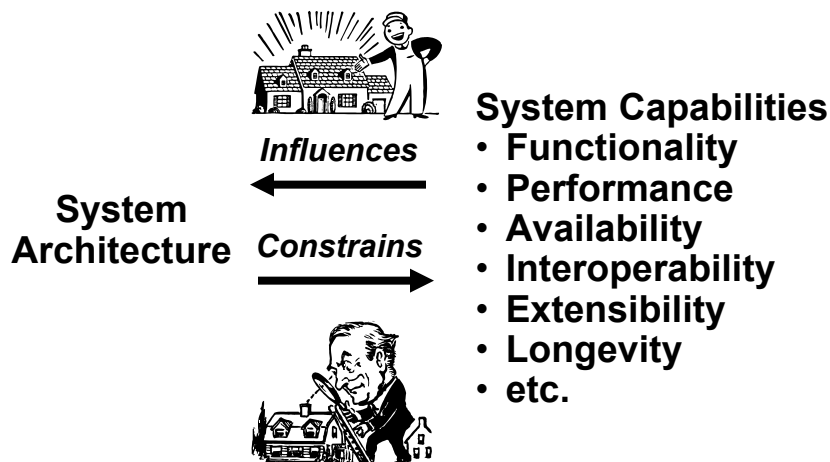 System
Architecture
Influences
Constrains
System Capabilities
• Functionality
• Performance
• Availability
• Interoperability
• Extensibility
• Longevity
• etc.